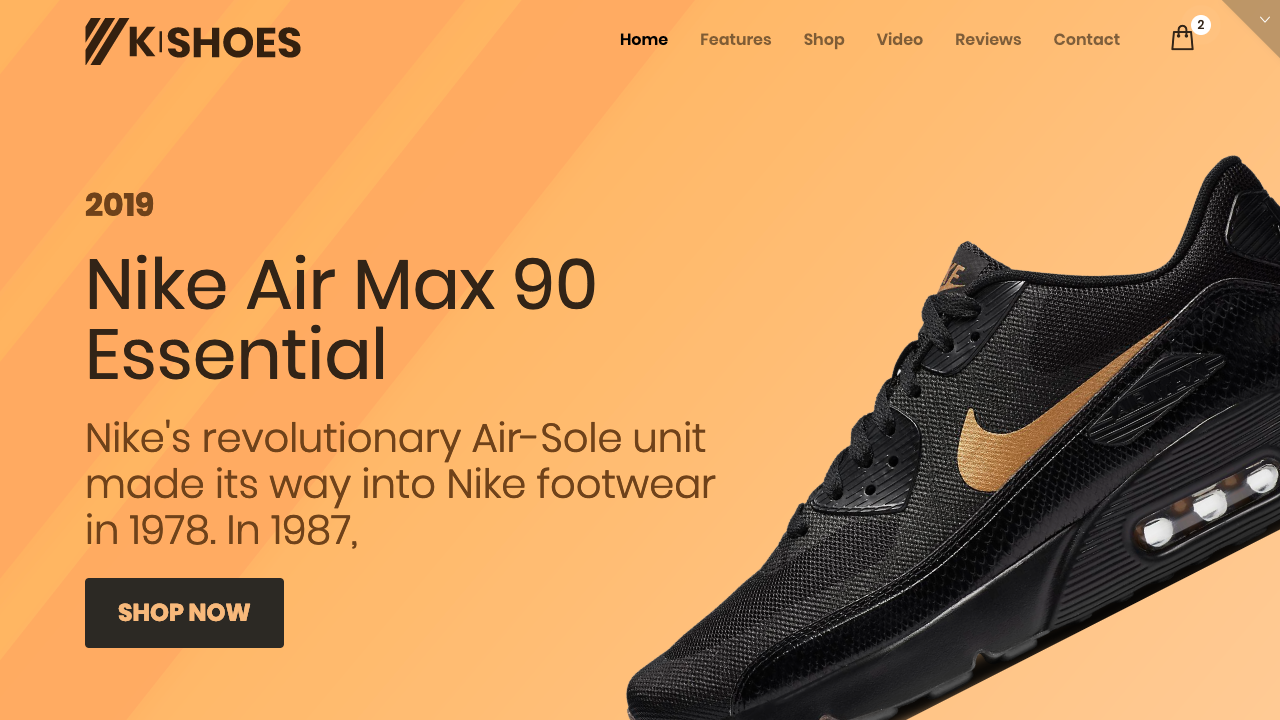 K|SHOES
Home Features Shop Video Reviews Contact
2
2019
Nike Air Max 90
Essential
Nike's revolutionary Air-Sole unit
made its way into Nike footwear
in 1978. In 1987,
SHOP NOW